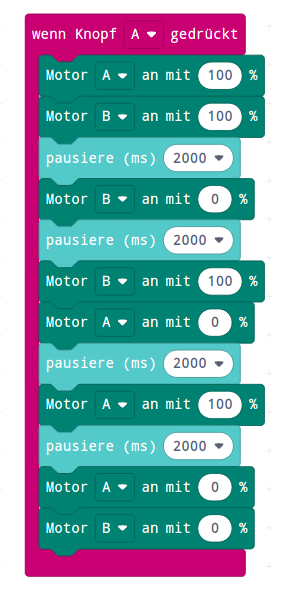 wenn Knopf A gedrückt
Motor A an mit 100 %
Motor B an mit 100 %
pausiere (ms) 2000
Motor B an mit 0 %
pausiere (ms) 2000
Motor B an mit 100 %
Motor A an mit 0 %
pausiere (ms) 2000
Motor A an mit 100 %
pausiere (ms) 2000
Motor A an mit 0 %
Motor B an mit 0 %